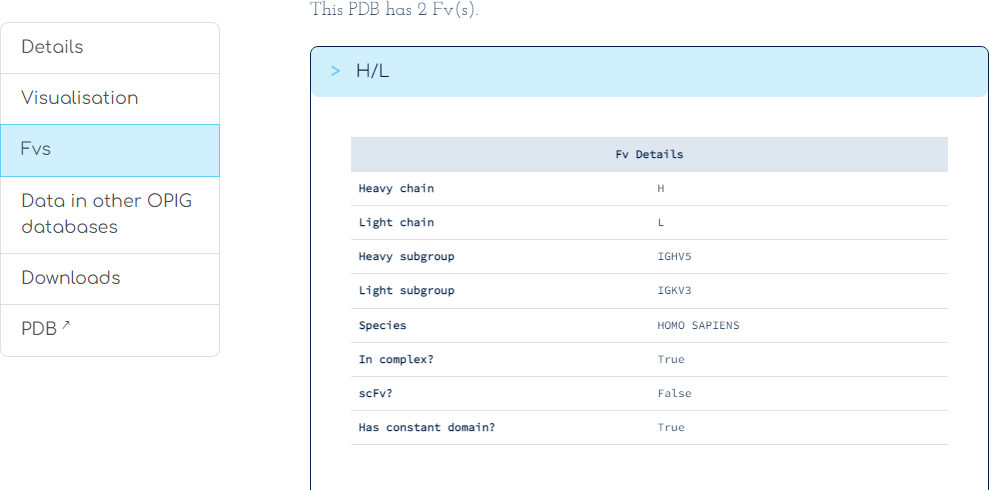 This PDB has 2 Fv(s).
Details
Visualisation
Fvs
Data in other OPIG
databases
Downloads
PDB ↗
> H/L
Fv Details
Heavy chain H
Light chain L
Heavy subgroup IGHV5
Light subgroup IGKV3
Species HOMO SAPIENS
In complex? True
scFv? False
Has constant domain? True